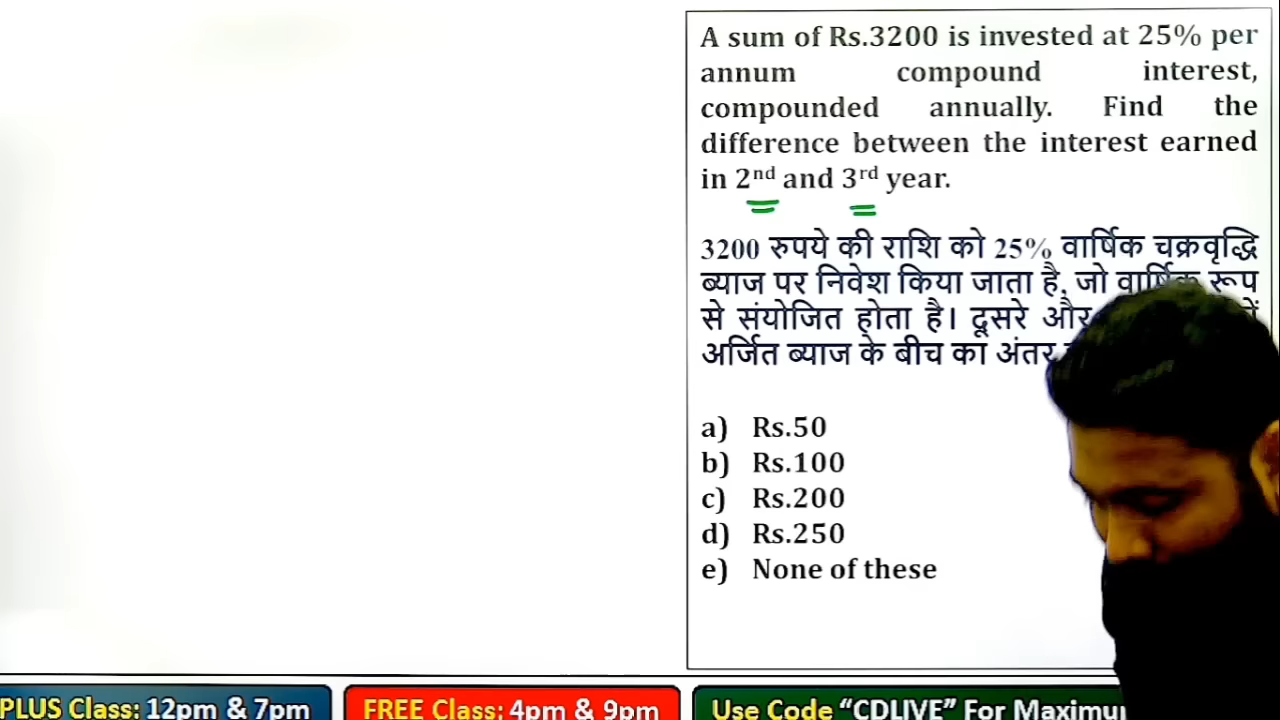 A sum of Rs.3200 is invested at 25% per
annum compound interest,
compounded annually. Find the
difference between the interest earned
in 2nd and 3rd year.
3200 रुपये की राशि को 25% वार्षिक चक्रवृद्धि
ब्याज पर निवेश किया जाता है, जो वार्षिक रूप
से संयोजित होता है। दूसरे और
अर्जित ब्याज के बीच का अंतर
a) Rs.50
b) Rs.100
c) Rs.200
d) Rs.250
e) None of these
PLUS Class: 12pm & 7pm
FREE Class: 4pm & 9pm
Use Code “CDLIVE” For